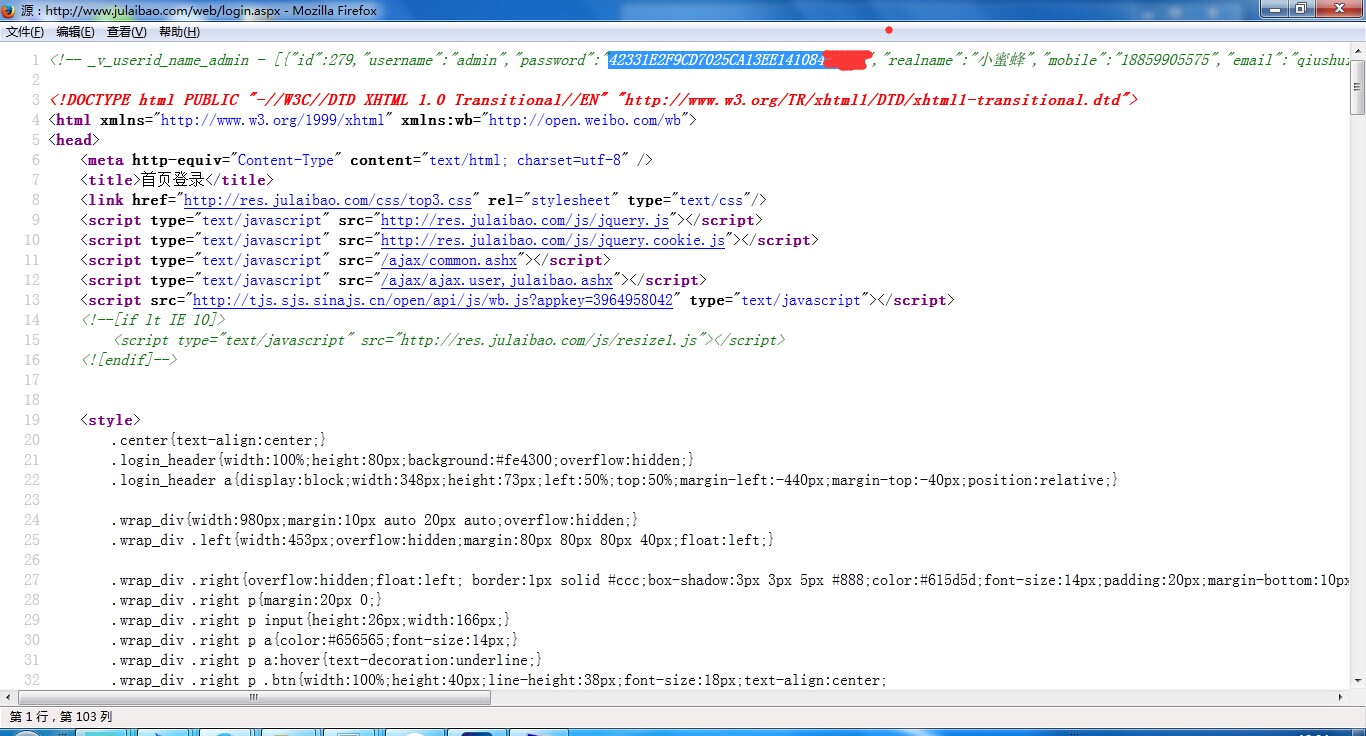 源：http://www.julaibao.com/web/login.aspx - Mozilla Firefox
文件(F) 编辑(E) 查看(V) 帮助(H)
1 <!-- _v_userid_name_admin - [{"id":279,"username":"admin","password":"42331E2F9CD7025CA13EE141084","realname":"小蜜蜂","mobile":"18859905575","email":"qiushui
2
3 <!DOCTYPE html PUBLIC "-//W3C//DTD XHTML 1.0 Transitional//EN" "http://www.w3.org/TR/xhtml1/DTD/xhtml1-transitional.dtd">
4 <html xmlns="http://www.w3.org/1999/xhtml" xmlns:wb="http://open.weibo.com/wb">
5 <head>
6 <meta http-equiv="Content-Type" content="text/html; charset=utf-8" />
7 <title>首页登录</title>
8 <link href="http://res.julaibao.com/css/top3.css" rel="stylesheet" type="text/css"/>
9 <script type="text/javascript" src="http://res.julaibao.com/js/jquery.js"></script>
10 <script type="text/javascript" src="http://res.julaibao.com/js/jquery.cookie.js"></script>
11 <script type="text/javascript" src="/ajax/common.ashx"></script>
12 <script type="text/javascript" src="/ajax/ajax.user,julaibao.ashx"></script>
13 <script src="http://tjs.sjs.sinajs.cn/open/api/js/wb.js?appkey=3964958042" type="text/javascript"></script>
14 <!--[if lt IE 10]>
15 <script type="text/javascript" src="http://res.julaibao.com/js/resize1.js"></script>
16 <![endif]-->
17
18
19 <style>
20 .center{text-align:center;}
21 .login_header{width:100%;height:80px;background:#fe4300;overflow:hidden;}
22 .login_header a{display:block;width:348px;height:73px;left:50%;top:50%;margin-left:-440px;margin-top:-40px;position:relative;}
23
24 .wrap_div{width:980px;margin:10px auto 20px auto;overflow:hidden;}
25 .wrap_div .left{width:453px;overflow:hidden;margin:80px 80px 80px 40px;float:left;}
26
27 .wrap_div .right{overflow:hidden;float:left; border:1px solid #ccc;box-shadow:3px 3px 5px #888;color:#615d5d;font-size:14px;padding:20px;margin-bottom:10px
28 .wrap_div .right p{margin:20px 0;}
29 .wrap_div .right p input{height:26px;width:166px;}
30 .wrap_div .right p a{color:#656565;font-size:14px;}
31 .wrap_div .right p a:hover{text-decoration:underline;}
32 .wrap_div .right p .btn{width:100%;height:40px;line-height:38px;font-size:18px;text-align:center;
第 1 行，第 103 列